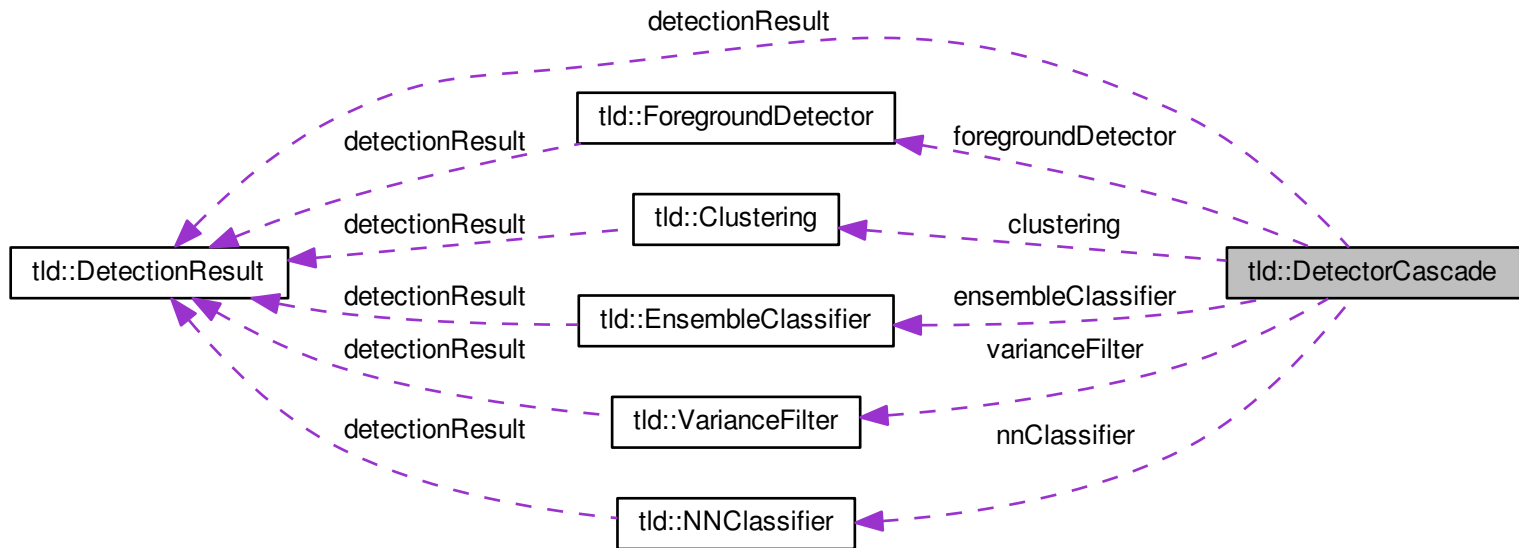 detectionResult
tld::ForegroundDetector
detectionResult
foregroundDetector
tld::Clustering
detectionResult
clustering
tld::DetectionResult
tld::DetectorCascade
detectionResult
ensembleClassifier
tld::EnsembleClassifier
detectionResult
varianceFilter
tld::VarianceFilter
detectionResult
nnClassifier
tld::NNClassifier